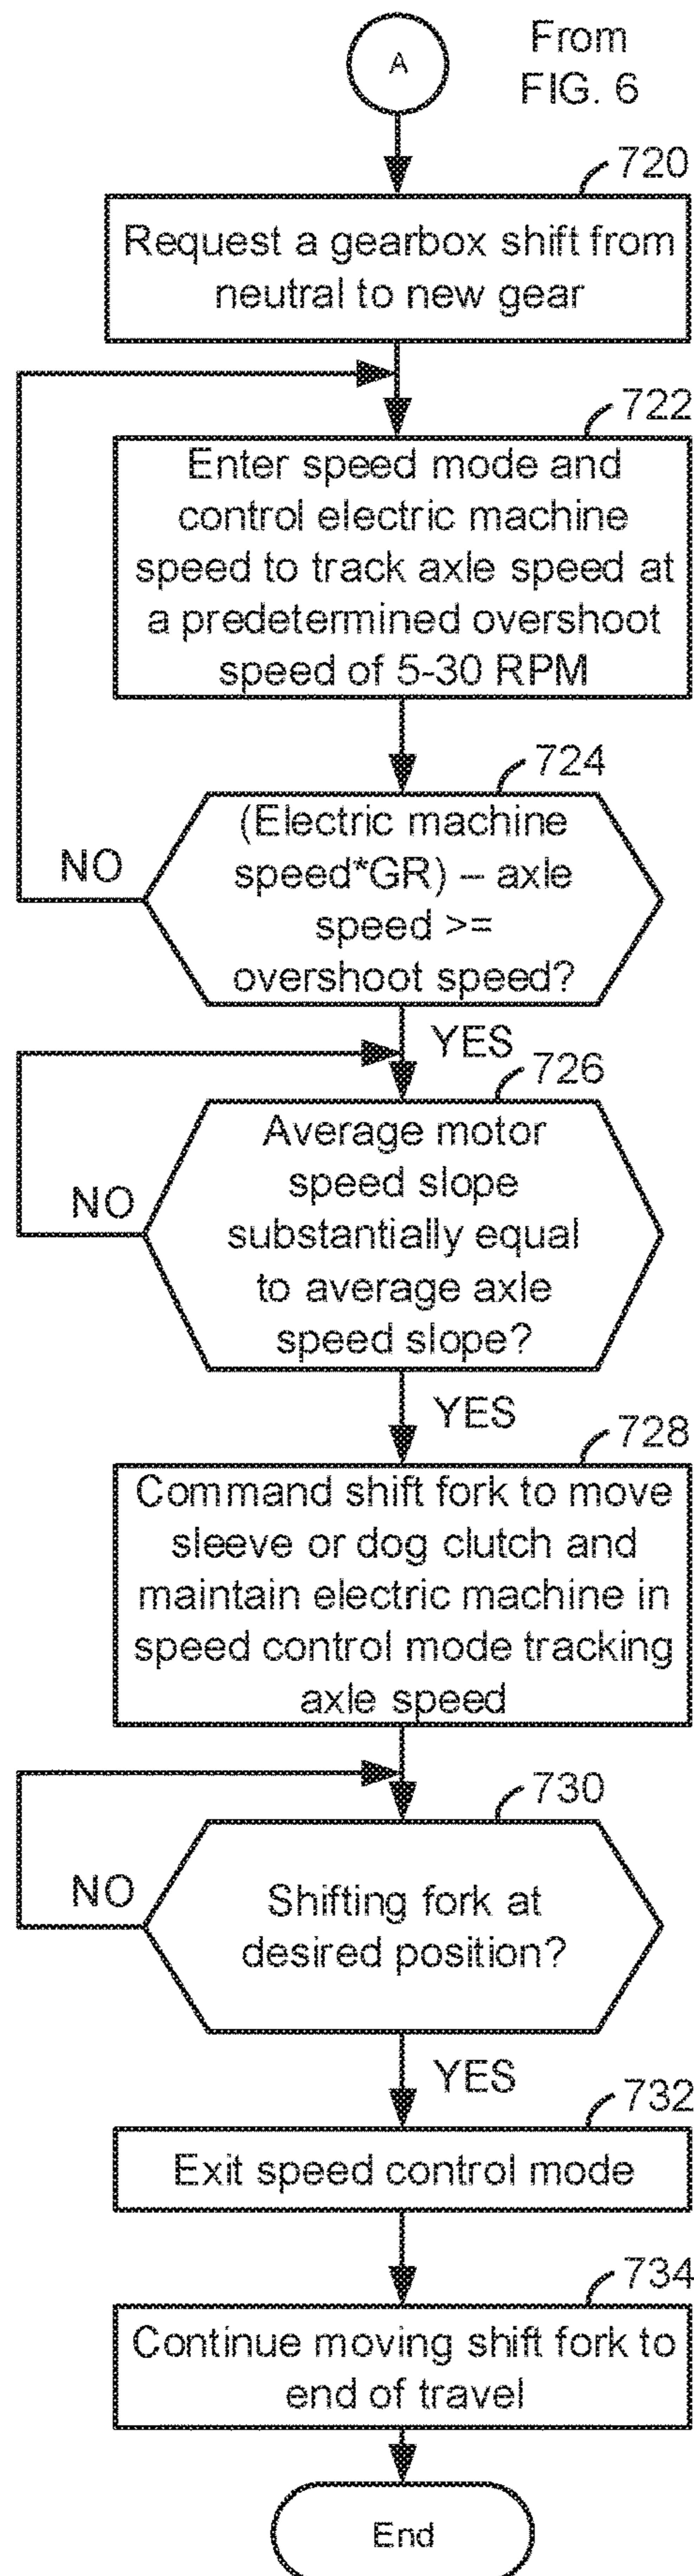 A
From
FIG. 6
720
Request a gearbox shift from
neutral to new gear
722
Enter speed mode and
control electric machine
speed to track axle speed at
a predetermined overshoot
speed of 5-30 RPM
724
(Electric machine
speed*GR) – axle
speed >=
overshoot speed?
NO
YES
726
Average motor
speed slope
substantially equal
to average axle
speed slope?
NO
YES
728
Command shift fork to move
sleeve or dog clutch and
maintain electric machine in
speed control mode tracking
axle speed
730
Shifting fork at
desired position?
NO
YES
732
Exit speed control mode
734
Continue moving shift fork to
end of travel
End